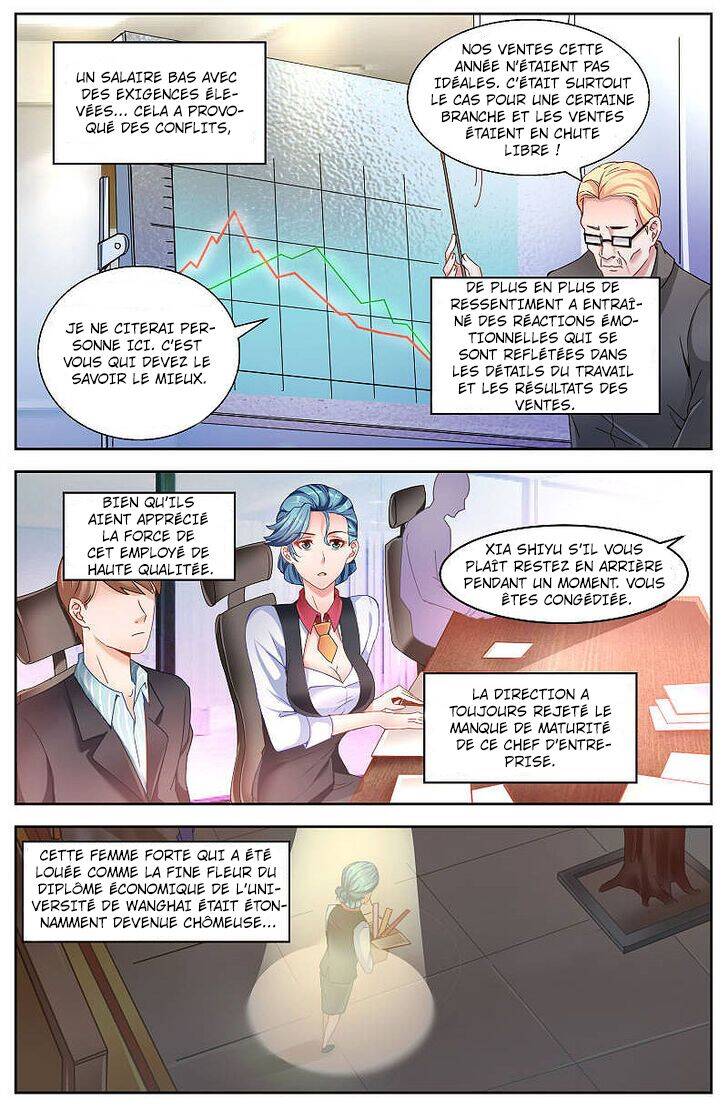 UN SALAIRE BAS AVEC
DES EXIGENCES ÉLE-
VÉES... CELA A PROVO-
QUÉ DES CONFLITS,
NOS VENTES CETTE
ANNÉE N'ÉTAIENT PAS
IDÉALES. C'ÉTAIT SURTOUT
LE CAS POUR UNE CERTAINE
BRANCHE ET LES VENTES
ÉTAIENT EN CHUTE
LIBRE !
JE NE CITERAI PER-
SONNE ICI. C'EST
VOUS QUI DEVEZ LE
SAVOIR LE MIEUX.
DE PLUS EN PLUS DE
RESSENTIMENT A ENTRAÎ-
NÉ DES RÉACTIONS ÉMO-
TIONNELLES QUI SE
SONT REFLÉTÉES DANS
LES DÉTAILS DU TRAVAIL
ET LES RÉSULTATS DES
VENTES.
BIEN QU'ILS
AIENT APPRÉCIÉ
LA FORCE DE
CET EMPLOYÉ DE
HAUTE QUALITÉE.
XIA SHIYU S'IL VOUS
PLAÎT RESTEZ EN ARRIÈRE
PENDANT UN MOMENT. VOUS
ÊTES CONGÉDIÉE.
LA DIRECTION A
TOUJOURS REJETÉ LE
MANQUE DE MATURITÉ
DE CE CHEF D'ENTRE-
PRISE.
CETTE FEMME FORTE QUI A ÉTÉ
LOUÉE COMME LA FINE FLEUR DU
DIPLÔME ÉCONOMIQUE DE L'UNI-
VERSITÉ DE WANGHAI ÉTAIT ÉTON-
NAMMENT DEVENUE CHÔMEUSE...